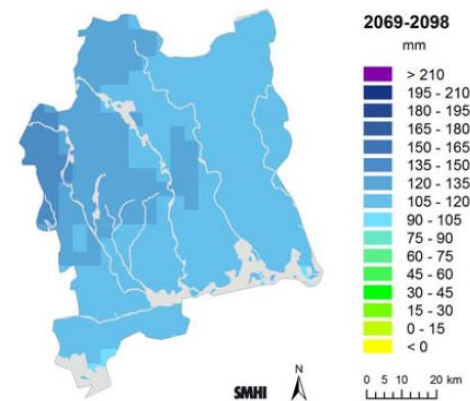 2069-2098
mm
> 210
195 - 210
180 - 195
165 - 180
150 - 165
135 - 150
120 - 135
105 - 120
90 - 105
75 - 90
60 - 75
45 - 60
30 - 45
15 - 30
0 - 15
< 0
SMHI
N
0 5 10 20 km